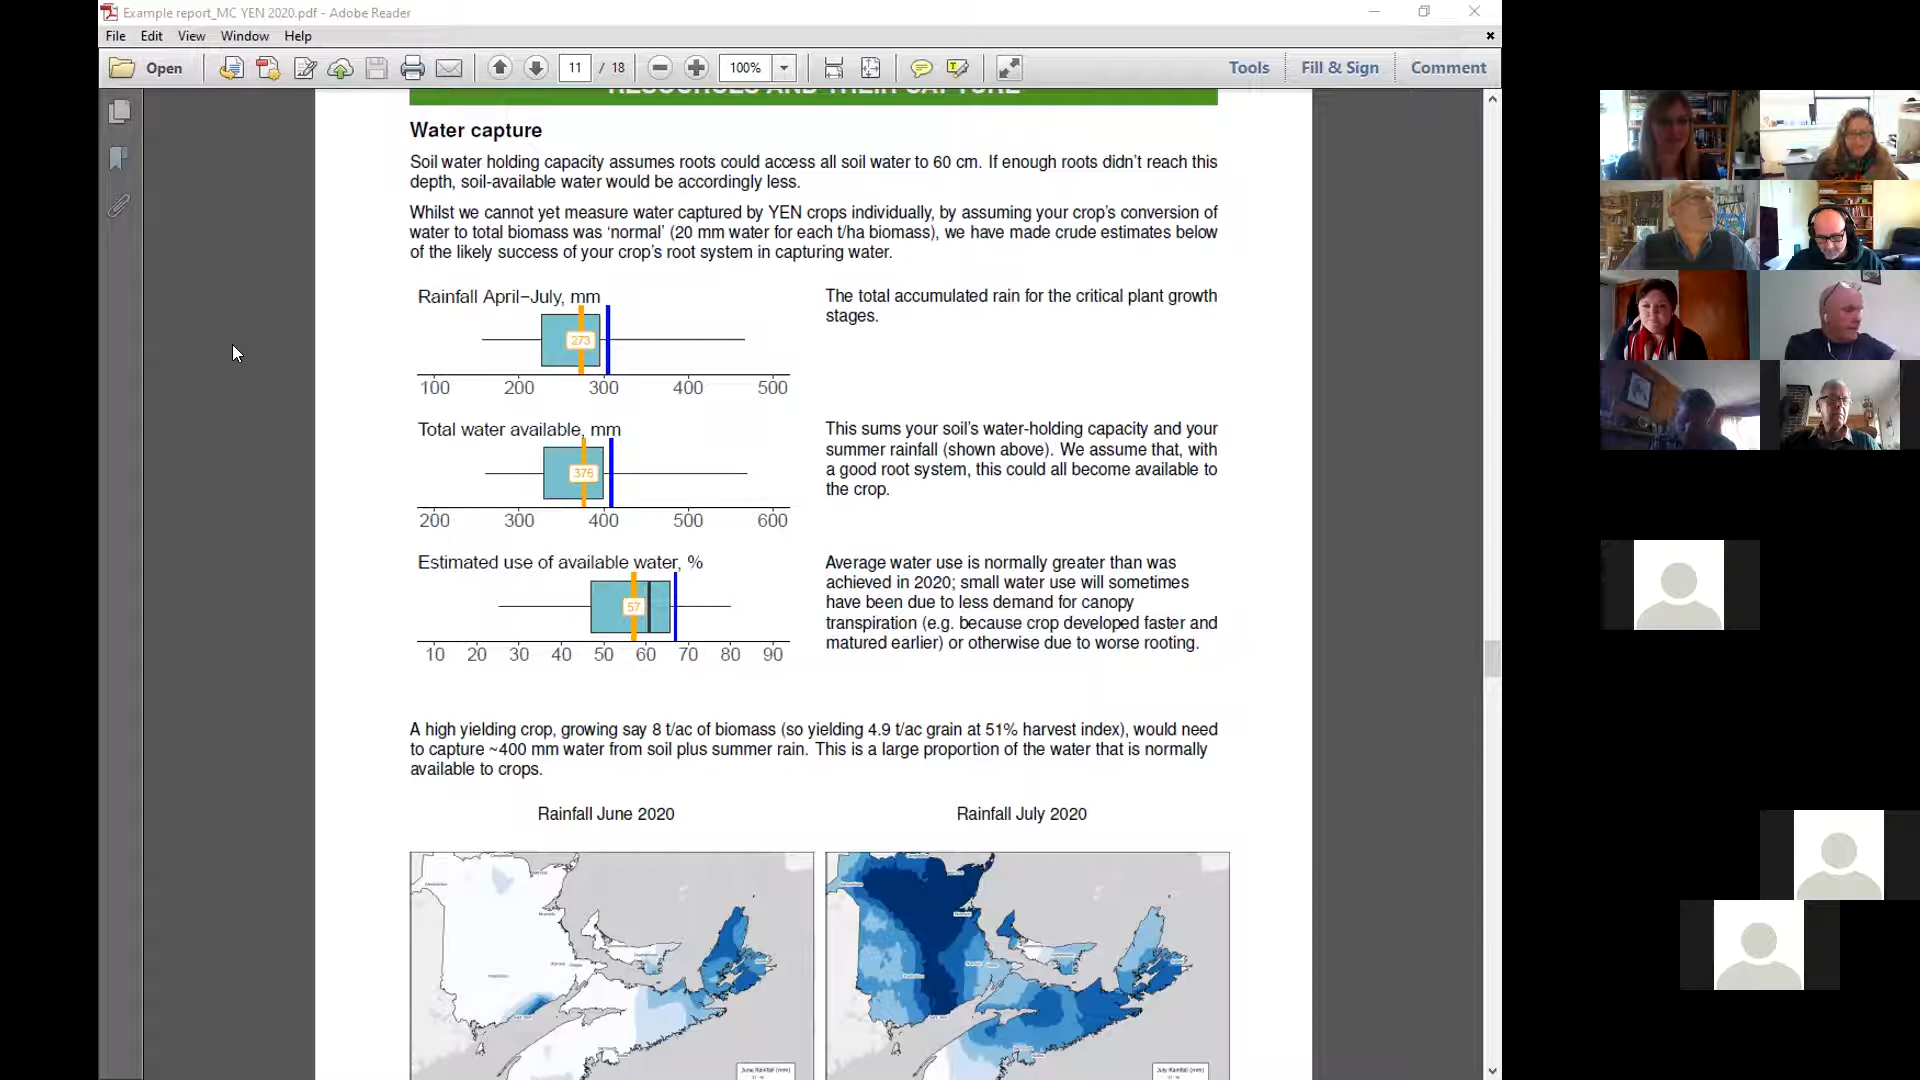 Example report_MC YEN 2020.pdf - Adobe Reader
File Edit View Window Help
Open 11 / 18 100% Tools Fill & Sign Comment
RESOURCES AND THEIR CAPTURE
Water capture
Soil water holding capacity assumes roots could access all soil water to 60 cm. If enough roots didn't reach this
depth, soil-available water would be accordingly less.
Whilst we cannot yet measure water captured by YEN crops individually, by assuming your crop's conversion of
water to total biomass was ‘normal’ (20 mm water for each t/ha biomass), we have made crude estimates below
of the likely success of your crop's root system in capturing water.
Rainfall April–July, mm
273
100 200 300 400 500
The total accumulated rain for the critical plant growth
stages.
Total water available, mm
376
200 300 400 500 600
This sums your soil's water-holding capacity and your
summer rainfall (shown above). We assume that, with
a good root system, this could all become available to
the crop.
Estimated use of available water, %
57
10 20 30 40 50 60 70 80 90
Average water use is normally greater than was
achieved in 2020; small water use will sometimes
have been due to less demand for canopy
transpiration (e.g. because crop developed faster and
matured earlier) or otherwise due to worse rooting.
A high yielding crop, growing say 8 t/ac of biomass (so yielding 4.9 t/ac grain at 51% harvest index), would need
to capture ~400 mm water from soil plus summer rain. This is a large proportion of the water that is normally
available to crops.
Rainfall June 2020
Rainfall July 2020
June Rainfall (mm)
July Rainfall (mm)